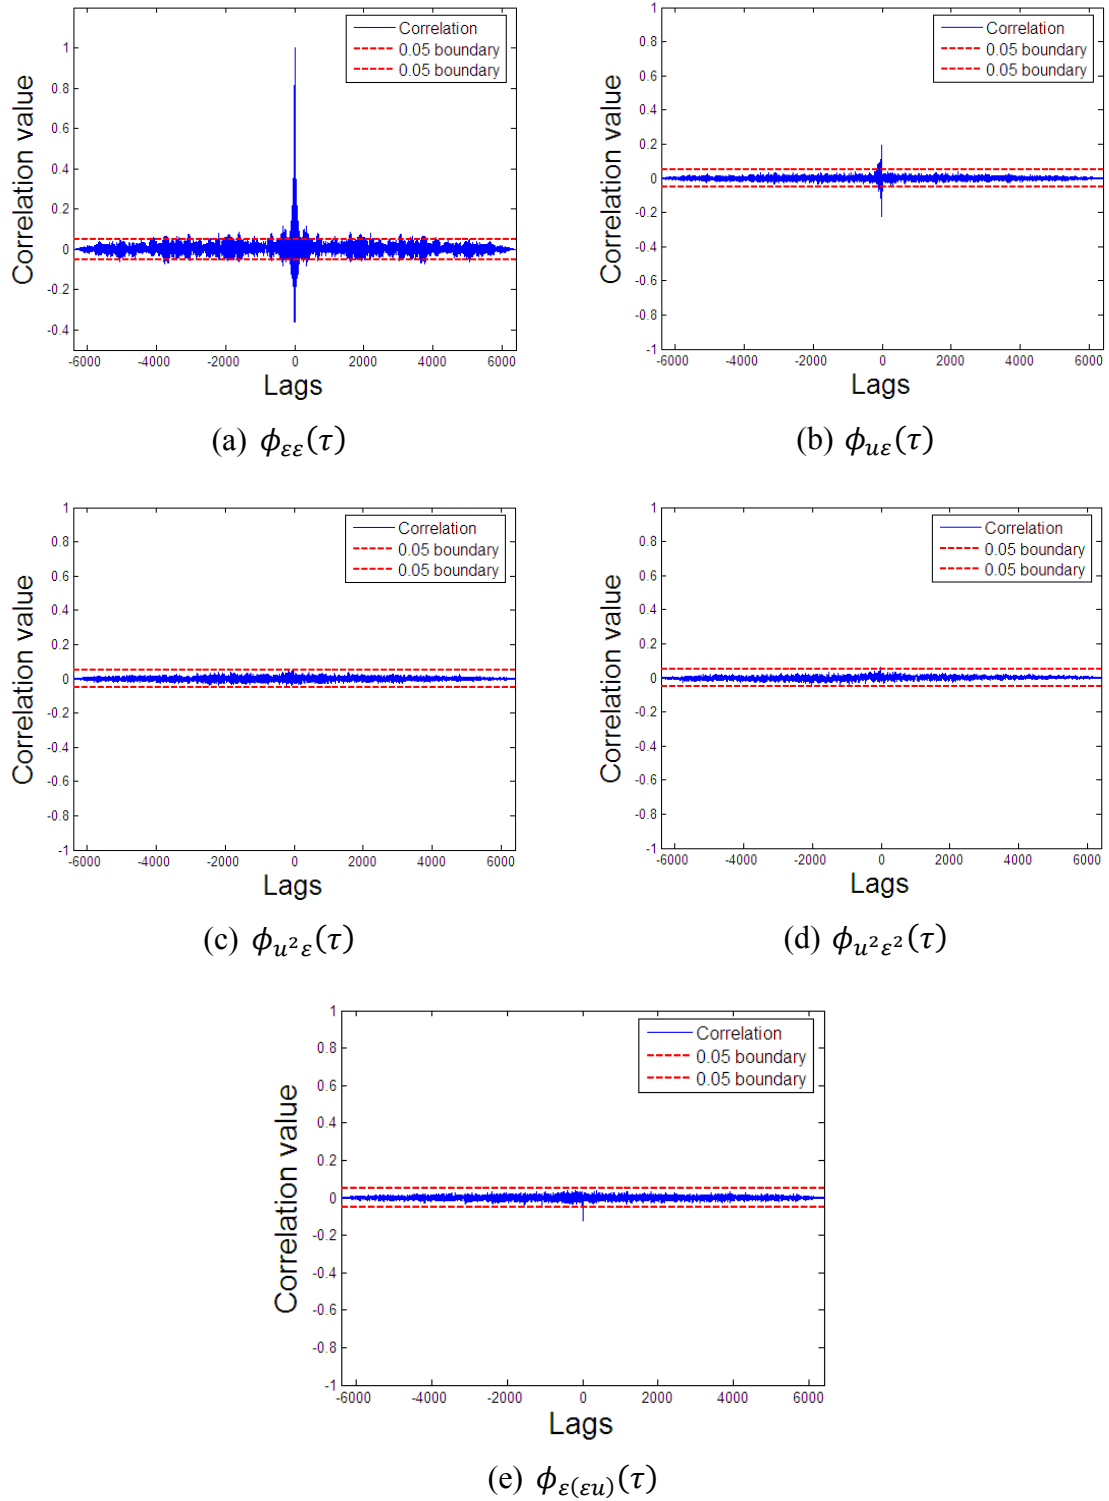 Correlation
0.05 boundary
0.05 boundary
Correlation value
1
0.8
0.6
0.4
0.2
0
-0.2
-0.4
-6000 -4000 -2000 0 2000 4000 6000
Lags
(a) ϕεε(τ)
Correlation
0.05 boundary
0.05 boundary
Correlation value
1
0.8
0.6
0.4
0.2
0
-0.2
-0.4
-0.6
-0.8
-1
-6000 -4000 -2000 0 2000 4000 6000
Lags
(b) ϕuε(τ)
Correlation
0.05 boundary
0.05 boundary
Correlation value
1
0.8
0.6
0.4
0.2
0
-0.2
-0.4
-0.6
-0.8
-1
-6000 -4000 -2000 0 2000 4000 6000
Lags
(c) ϕu²ε(τ)
Correlation
0.05 boundary
0.05 boundary
Correlation value
1
0.8
0.6
0.4
0.2
0
-0.2
-0.4
-0.6
-0.8
-1
-6000 -4000 -2000 0 2000 4000 6000
Lags
(d) ϕu²ε²(τ)
Correlation
0.05 boundary
0.05 boundary
Correlation value
1
0.8
0.6
0.4
0.2
0
-0.2
-0.4
-0.6
-0.8
-1
-6000 -4000 -2000 0 2000 4000 6000
Lags
(e) ϕε(εu)(τ)